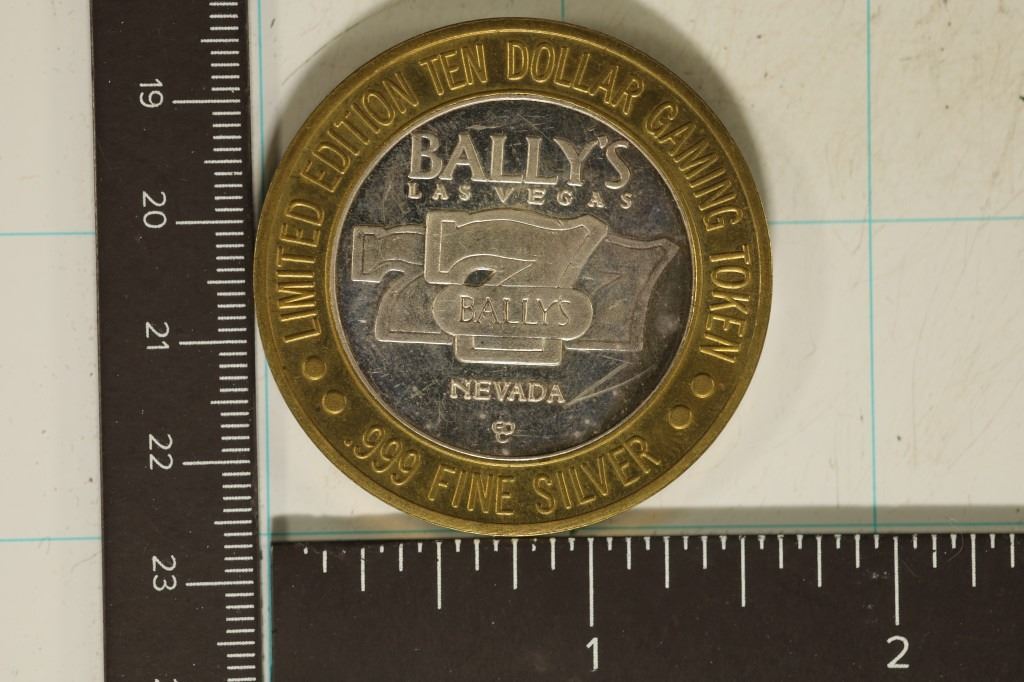 LIMITED EDITION TEN DOLLAR GAMING TOKEN
BALLY'S
LAS VEGAS
BALLY'S
NEVADA
.999 FINE SILVER
19
20
21
22
23
1
2